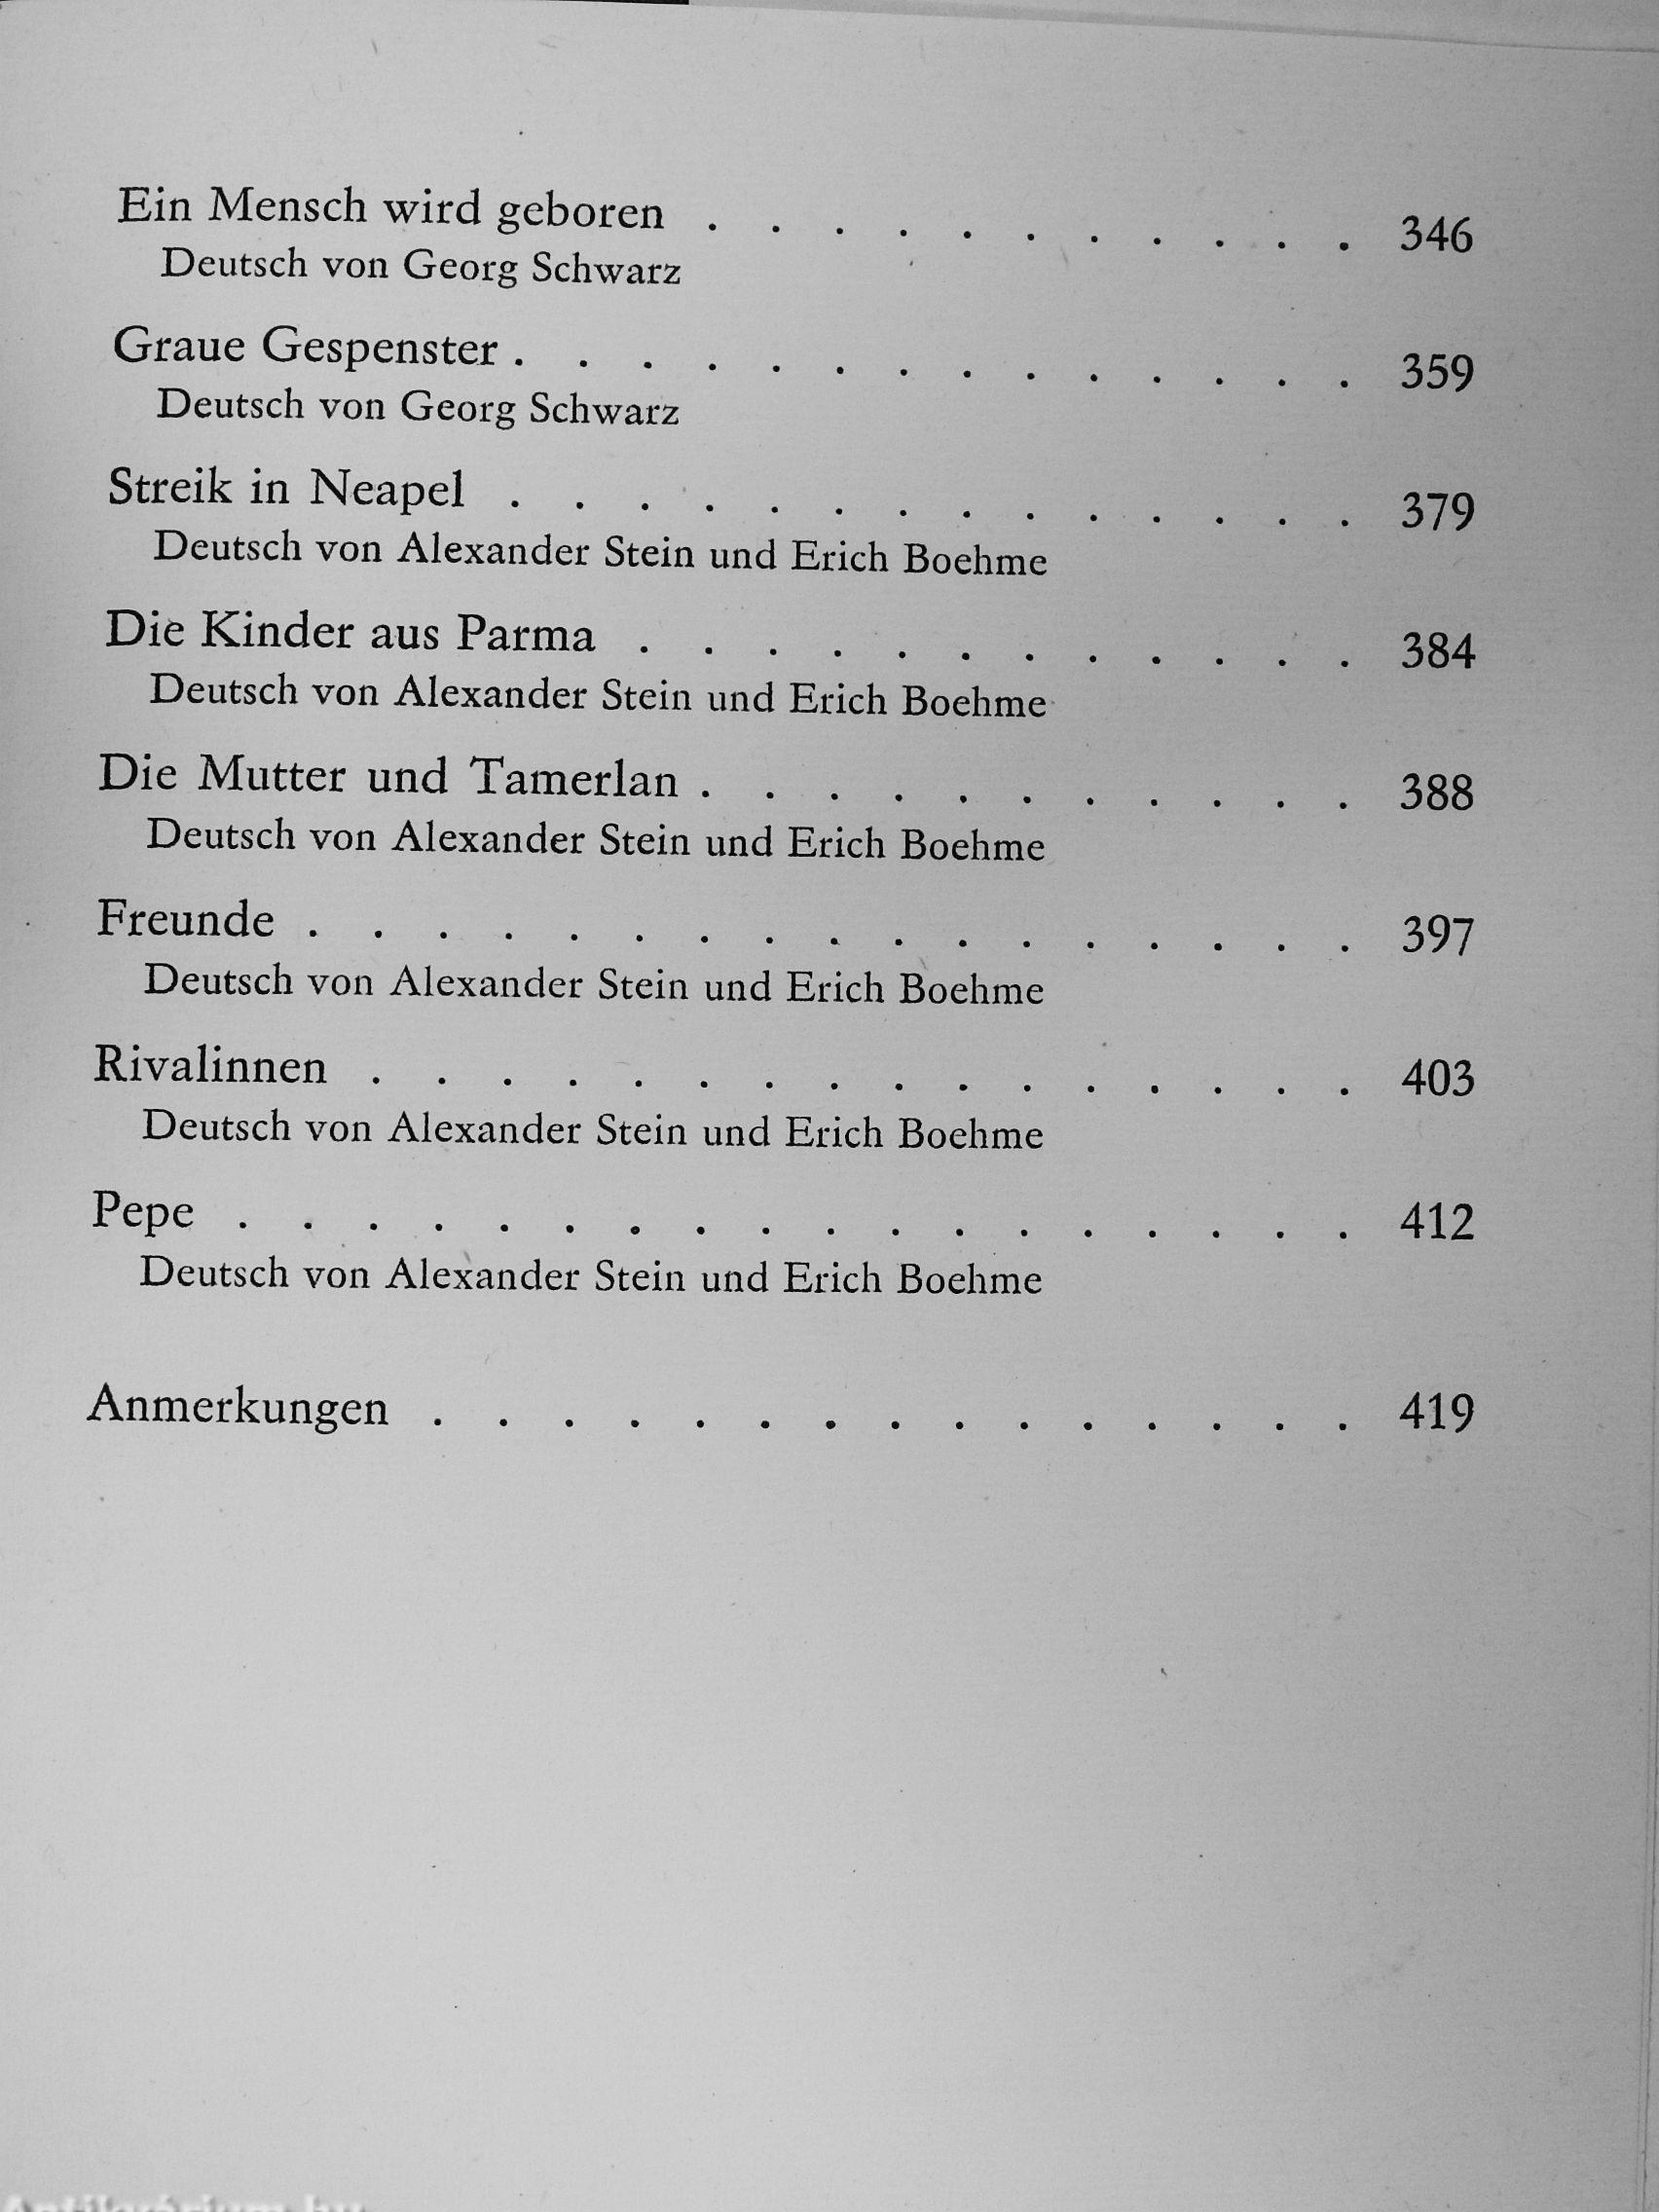 Ein Mensch wird geboren . . . . . . . . . . . 346
Deutsch von Georg Schwarz
Graue Gespenster . . . . . . . . . . . . . . 359
Deutsch von Georg Schwarz
Streik in Neapel . . . . . . . . . . . . . . 379
Deutsch von Alexander Stein und Erich Boehme
Die Kinder aus Parma . . . . . . . . . . . . 384
Deutsch von Alexander Stein und Erich Boehme
Die Mutter und Tamerlan . . . . . . . . . . . 388
Deutsch von Alexander Stein und Erich Boehme
Freunde . . . . . . . . . . . . . . . . . 397
Deutsch von Alexander Stein und Erich Boehme
Rivalinnen . . . . . . . . . . . . . . . . 403
Deutsch von Alexander Stein und Erich Boehme
Pepe . . . . . . . . . . . . . . . . . . 412
Deutsch von Alexander Stein und Erich Boehme
Anmerkungen . . . . . . . . . . . . . . . 419